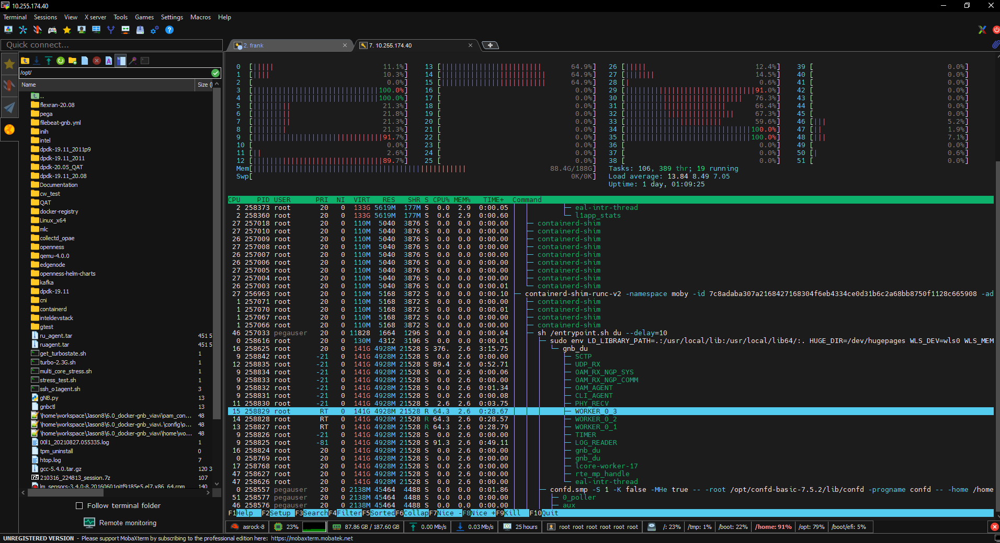 10.255.174.40
Terminal Sessions View X server Tools Games Settings Macros Help
Quick connect...
2. frank
7. 10.255.174.40
/opt/
Name Size (
..
flexran-20.08
pega
filebeat-gnb.yml
inih
intel
dpdk-19.11_2011p9
dpdk-19.11_2011
dpdk-20.05_QAT
dpdk-19.11_20.08
Documentation
cw_test
QAT
docker-registry
Linux_x64
mlc
collectd_opae
openness
qemu-4.0.0
edgenode
openness-helm-charts
kafka
dpdk-19.11
cni
containerd
inteldevstack
gtest
ru_agent.tar 451 5
ruagent.tar 451 5
get_turbostate.sh 1
turbo-2.3G.sh 1
multi_core_stress.sh 1
stress_test.sh 1
ssh_o1agent.sh 3
gNB.py 13
gnbctl 13
\home\workspace\Jason8\6.0_docker-gnb_viavi\oam_con... 48
\home\workspace\Jason8\6.0_docker-gnb_viavi.\config\o... 48
\home\workspace\Jason8\6.0_docker-gnb_viavi\home\wo... 48
00l1_20210827.055335.log 1
tpm_uninstall 0
htop.log 7
gcc-5.4.0.tar.gz 120 3
210316_224813_session.7z 107
lm_sensors-3.4.0-8.20160601gitf9185e5.el7.x86_64.rpm 140
Follow terminal folder
Remote monitoring
0 [ 11.1%] 13 [ 64.9%] 26 [ 12.4%] 39 [ 0.0%]
1 [ 10.3%] 14 [ 64.9%] 27 [ 14.5%] 40 [ 0.0%]
2 [ 0.0%] 15 [ 64.9%] 28 [ 0.6%] 41 [ 0.0%]
3 [ 100.0%] 16 [ 0.0%] 29 [ 91.0%] 42 [ 0.0%]
4 [ 100.0%] 17 [ 0.0%] 30 [ 76.3%] 43 [ 0.0%]
5 [ 21.3%] 18 [ 0.0%] 31 [ 66.4%] 44 [ 0.0%]
6 [ 21.8%] 19 [ 0.0%] 32 [ 67.3%] 45 [ 0.0%]
7 [ 21.3%] 20 [ 0.0%] 33 [ 59.6%] 46 [ 5.2%]
8 [ 21.3%] 21 [ 0.0%] 34 [ 100.0%] 47 [ 1.9%]
9 [ 91.7%] 22 [ 0.0%] 35 [ 100.0%] 48 [ 7.1%]
10 [ 0.0%] 23 [ 0.0%] 36 [ 0.0%] 49 [ 0.0%]
11 [ 2.6%] 24 [ 0.0%] 37 [ 0.0%] 50 [ 0.6%]
12 [ 89.7%] 25 [ 0.0%] 38 [ 0.0%] 51 [ 0.0%]
Mem[ 88.4G/188G] Tasks: 106, 389 thr; 19 running
Swp[ 0K/0K] Load average: 13.84 8.49 7.05
Uptime: 1 day, 01:09:25
CPU PID USER PRI NI VIRT RES SHR S CPU% MEM% TIME+ Command
2 258373 root 20 0 133G 5619M 177M S 0.0 2.9 0:00.05 eal-intr-thread
2 258360 root 20 0 133G 5619M 177M S 0.6 2.9 0:00.60 l1app_stats
27 257018 root 20 0 110M 5040 3876 S 0.0 0.0 0:00.00 containerd-shim
27 257010 root 20 0 110M 5040 3876 S 0.0 0.0 0:00.00 containerd-shim
26 257009 root 20 0 110M 5040 3876 S 0.0 0.0 0:00.00 containerd-shim
27 257008 root 20 0 110M 5040 3876 S 0.0 0.0 0:00.00 containerd-shim
26 257007 root 20 0 110M 5040 3876 S 0.0 0.0 0:00.00 containerd-shim
26 257006 root 20 0 110M 5040 3876 S 0.0 0.0 0:00.00 containerd-shim
27 257005 root 20 0 110M 5040 3876 S 0.0 0.0 0:00.00 containerd-shim
27 257004 root 20 0 110M 5040 3876 S 0.0 0.0 0:00.00 containerd-shim
26 257003 root 20 0 110M 5040 3876 S 0.0 0.0 0:00.01 containerd-shim
27 256963 root 20 0 110M 5168 3872 S 0.0 0.0 0:00.10 containerd-shim-runc-v2 -namespace moby -id 7c8adaba307a2168427168304f6eb4334ce0d31b6c2a68bb8750f1128c665908 -ad
1 257071 root 20 0 110M 5168 3872 S 0.0 0.0 0:00.00 containerd-shim
1 257070 root 20 0 110M 5168 3872 S 0.0 0.0 0:00.01 containerd-shim
1 257067 root 20 0 110M 5168 3872 S 0.0 0.0 0:00.00 containerd-shim
1 257066 root 20 0 110M 5168 3872 S 0.0 0.0 0:00.00 containerd-shim
46 257033 pegauser 20 0 11828 1664 1296 S 0.0 0.0 0:00.04 sh /entrypoint.sh du --delay=10
0 258616 root 20 0 130M 4312 3196 S 0.0 0.0 0:00.01 sudo env LD_LIBRARY_PATH=.:/usr/local/lib:/usr/local/lib64/:. HUGE_DIR=/dev/hugepages WLS_DEV=wls0 WLS_MEM
16 258625 root 20 0 141G 4928M 21528 S 376. 2.6 3:15.75 gnb_du
9 258842 root -21 0 141G 4928M 21528 S 0.0 2.6 0:00.00 SCTP
12 258835 root -21 0 141G 4928M 21528 S 89.4 2.6 0:52.71 UDP_RX
9 258834 root -21 0 141G 4928M 21528 S 0.0 2.6 0:00.06 OAM_RX_NGP_SYS
9 258833 root -21 0 141G 4928M 21528 S 0.0 2.6 0:00.00 OAM_RX_NGP_COMM
9 258832 root -21 0 141G 4928M 21528 S 0.0 2.6 0:01.34 OAM_AGENT
9 258831 root -21 0 141G 4928M 21528 S 0.0 2.6 0:00.08 CLI_AGENT
11 258830 root -21 0 141G 4928M 21528 S 2.6 2.6 0:03.75 PHY_RECV
15 258829 root RT 0 141G 4928M 21528 R 64.3 2.6 0:28.67 WORKER_0_3
14 258828 root RT 0 141G 4928M 21528 R 64.3 2.6 0:28.57 WORKER_0_2
13 258827 root RT 0 141G 4928M 21528 R 64.3 2.6 0:28.79 WORKER_0_1
9 258826 root -21 0 141G 4928M 21528 S 0.0 2.6 0:00.00 TIMER
9 258825 root -81 0 141G 4928M 21528 S 91.3 2.6 0:49.11 LOG_READER
16 258824 root 20 0 141G 4928M 21528 S 0.0 2.6 0:00.00 gnb_du
0 258769 root 20 0 141G 4928M 21528 S 0.0 2.6 0:00.00 gnb_du
17 258768 root 20 0 141G 4928M 21528 S 0.0 2.6 0:00.00 lcore-worker-17
47 258627 root 20 0 141G 4928M 21528 S 0.0 2.6 0:00.00 rte_mp_handle
47 258626 root 20 0 141G 4928M 21528 S 0.0 2.6 0:00.00 eal-intr-thread
0 258557 pegauser 20 0 2138M 45464 4488 S 0.0 0.0 0:01.86 confd.smp -S 1 -K false -MHe true -- -root /opt/confd-basic-7.5.2/lib/confd -progname confd -- -home /home
51 258577 pegauser 20 0 2138M 45464 4488 S 0.0 0.0 0:00.00 0_poller
46 258576 pegauser 20 0 2138M 45464 4488 S 0.0 0.0 0:00.00 aux
F1Help F2Setup F3SearchF4FilterF5SortedF6CollapF7Nice -F8Nice +F9Kill F10Quit
asrock-8 23% 87.86 GB / 187.60 GB 0.00 Mb/s 0.03 Mb/s 25 hours root root root root root root /: 23% /tmp: 1% /boot: 22% /home: 91% /opt: 79% /boot/efi: 5%
UNREGISTERED VERSION - Please support MobaXterm by subscribing to the professional edition here: https://mobaxterm.mobatek.net